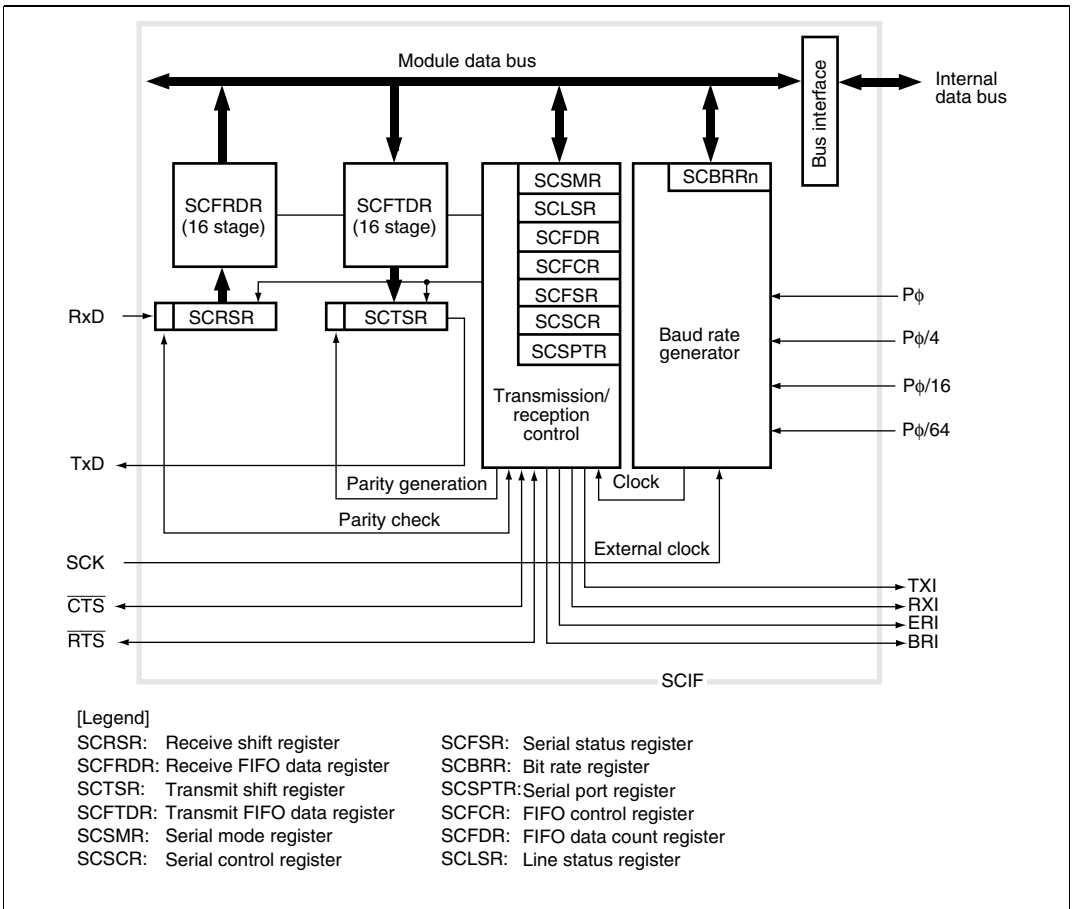 Module data bus
Bus interface
Internal
data bus
SCFRDR
(16 stage)
SCFTDR
(16 stage)
SCSMR
SCLSR
SCFDR
SCFCR
SCFSR
SCSCR
SCSPTR
Transmission/
reception
control
SCBRRn
Baud rate
generator
Pϕ
Pϕ/4
Pϕ/16
Pϕ/64
RxD
SCRSR
SCTSR
TxD
Parity generation
Clock
Parity check
SCK
External clock
CTS
RTS
TXI
RXI
ERI
BRI
SCIF
[Legend]
SCRSR: Receive shift register
SCFRDR: Receive FIFO data register
SCTSR: Transmit shift register
SCFTDR: Transmit FIFO data register
SCSMR: Serial mode register
SCSCR: Serial control register
SCFSR: Serial status register
SCBRR: Bit rate register
SCSPTR: Serial port register
SCFCR: FIFO control register
SCFDR: FIFO data count register
SCLSR: Line status register